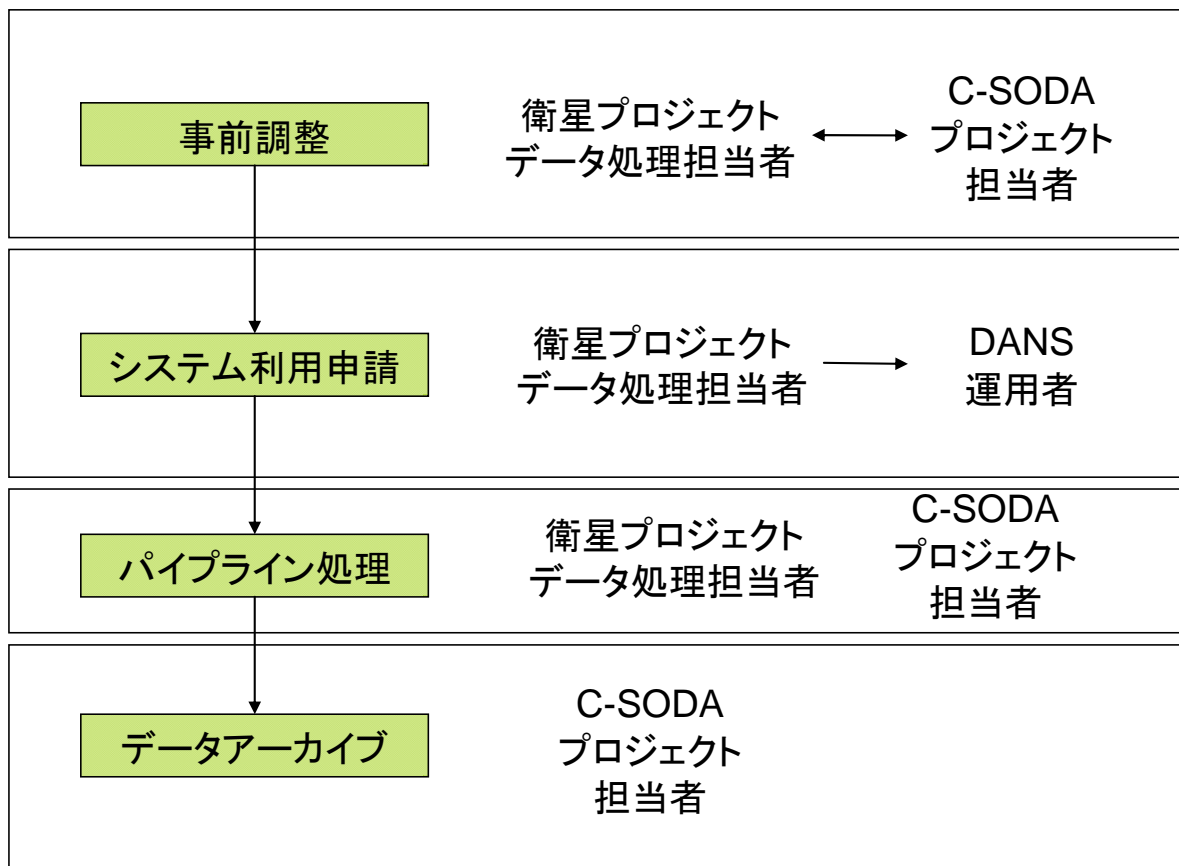 事前調整
衛星プロジェクト
データ処理担当者
C-SODA
プロジェクト
担当者
システム利用申請
衛星プロジェクト
データ処理担当者
DANS
運用者
パイプライン処理
衛星プロジェクト
データ処理担当者
C-SODA
プロジェクト
担当者
データアーカイブ
C-SODA
プロジェクト
担当者